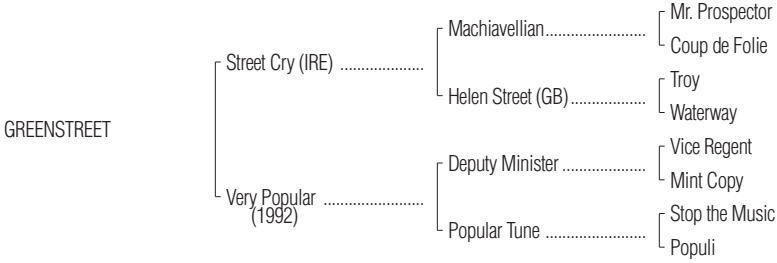 Mr. Prospector
Machiavellian........................
Coup de Folie
Street Cry (IRE) ....................
Troy
Helen Street (GB)..................
Waterway
GREENSTREET
Vice Regent
Deputy Minister ....................
Mint Copy
Very Popular ........................
(1992)
Stop the Music
Popular Tune ........................
Populi